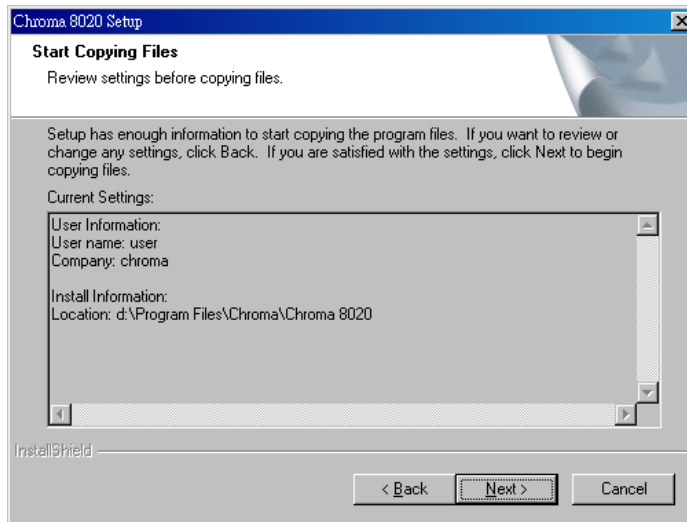 Chroma 8020 Setup
Start Copying Files
Review settings before copying files.
Setup has enough information to start copying the program files.  If you want to review or
change any settings, click Back.  If you are satisfied with the settings, click Next to begin
copying files.
Current Settings:
User Information:
User name: user
Company: chroma
Install Information:
Location: d:\Program Files\Chroma\Chroma 8020
InstallShield
< Back
Next >
Cancel